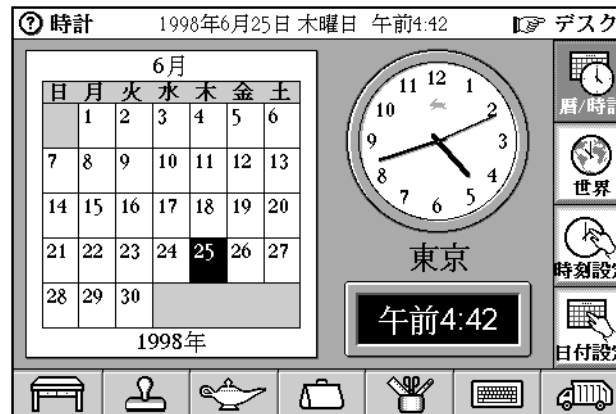 ? 時計 1998年6月25日 木曜日 午前4:42 ☞ デスク
6月
日 月 火 水 木 金 土
1 2 3 4 5 6
7 8 9 10 11 12 13
14 15 16 17 18 19 20
21 22 23 24 25 26 27
28 29 30
1998年
12 1 2 3 4 5 6 7 8 9 10 11
東京
午前4:42
暦/時計
世界
時刻設定
日付設定